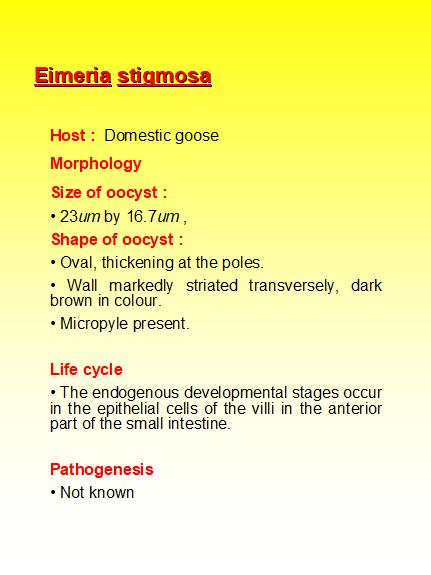 Eimeria stigmosa
Host : Domestic goose
Morphology
Size of oocyst :
• 23um by 16.7um ,
Shape of oocyst :
• Oval, thickening at the poles.
• Wall markedly striated transversely, dark
brown in colour.
• Micropyle present.
Life cycle
• The endogenous developmental stages occur
in the epithelial cells of the villi in the anterior
part of the small intestine.
Pathogenesis
• Not known